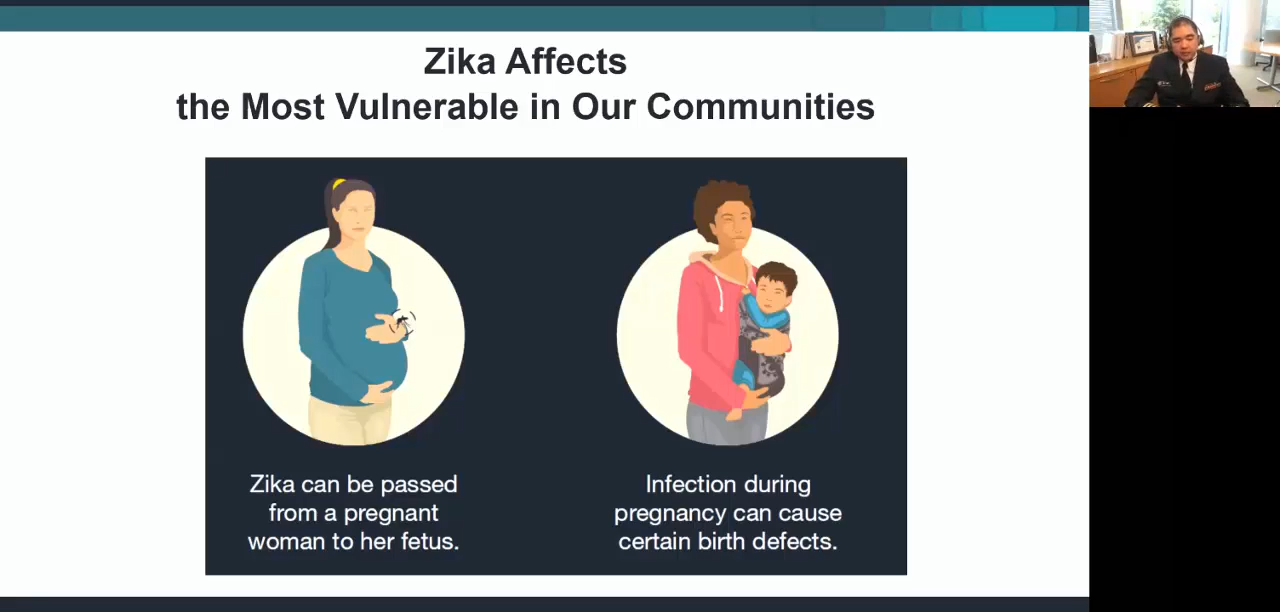 Zika Affects
the Most Vulnerable in Our Communities
Zika can be passed
from a pregnant
woman to her fetus.
Infection during
pregnancy can cause
certain birth defects.